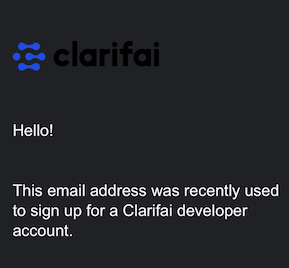 clarifai
Hello!
This email address was recently used
to sign up for a Clarifai developer
account.